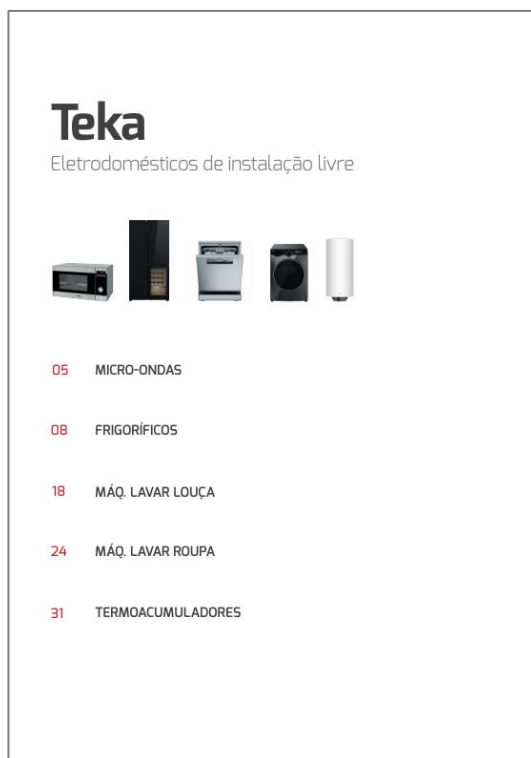 Teka
Eletrodomésticos de instalação livre
05 MICRO-ONDAS
08 FRIGORÍFICOS
18 MÁQ. LAVAR LOUÇA
24 MÁQ. LAVAR ROUPA
31 TERMOACUMULADORES